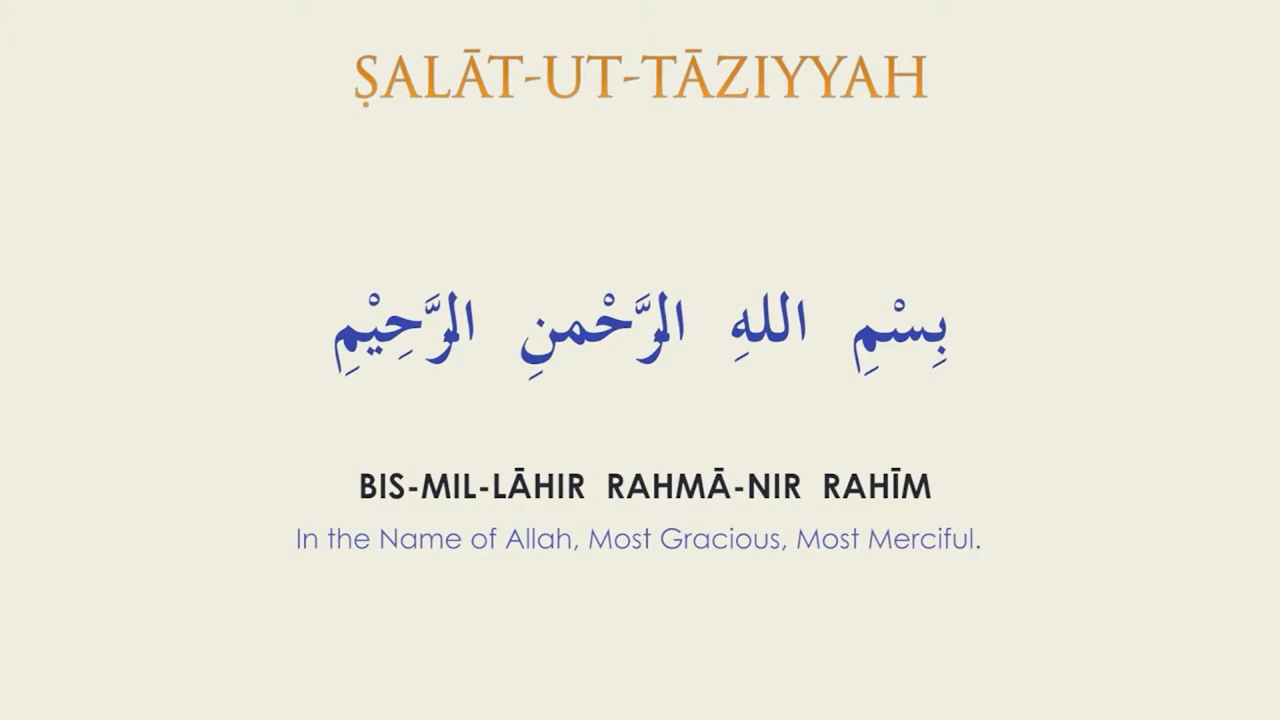 ṢALĀT-UT-TĀZIYYAH
بِسْمِ اللهِ الرَّحْمنِ الرَّحِيْمِ
BIS-MIL-LĀHIR RAHMĀ-NIR RAHĪM
In the Name of Allah, Most Gracious, Most Merciful.